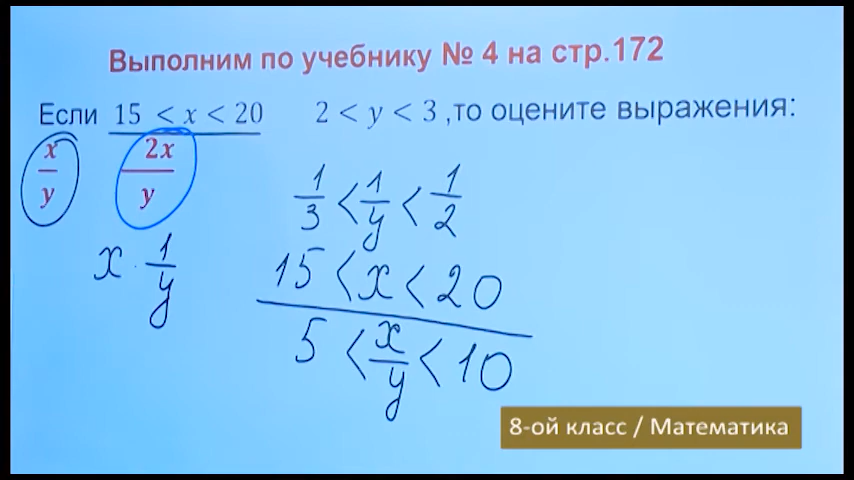 Выполним по учебнику № 4 на стр.172
Если 15 < x < 20 2 < y < 3 ,то оцените выражения:
x/y 2x/y
1/3 < 1/y < 1/2
x · 1/y
15 < x < 20
5 < x/y < 10
8-ой класс / Математика